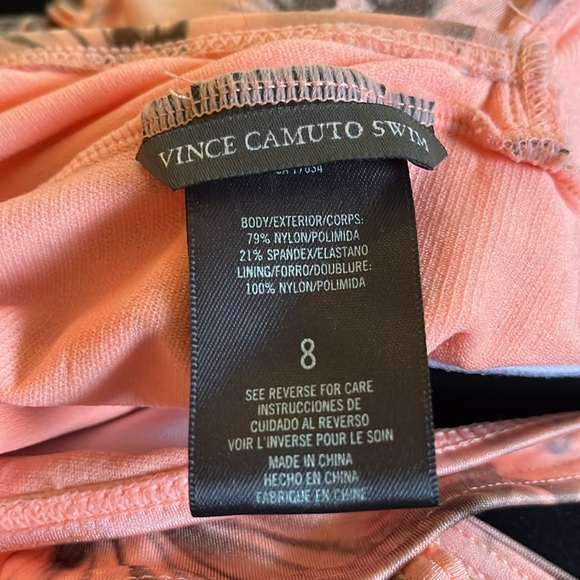 VINCE CAMUTO SWIM
CA 17034
BODY/EXTERIOR/CORPS:
79% NYLON/POLIMIDA
21% SPANDEX/ELASTANO
LINING/FORRO/DOUBLURE:
100% NYLON/POLIMIDA
8
SEE REVERSE FOR CARE
INSTRUCCIONES DE
CUIDADO AL REVERSO
VOIR L'INVERSE POUR LE SOIN
MADE IN CHINA
HECHO EN CHINA
FABRIQUE EN CHINE